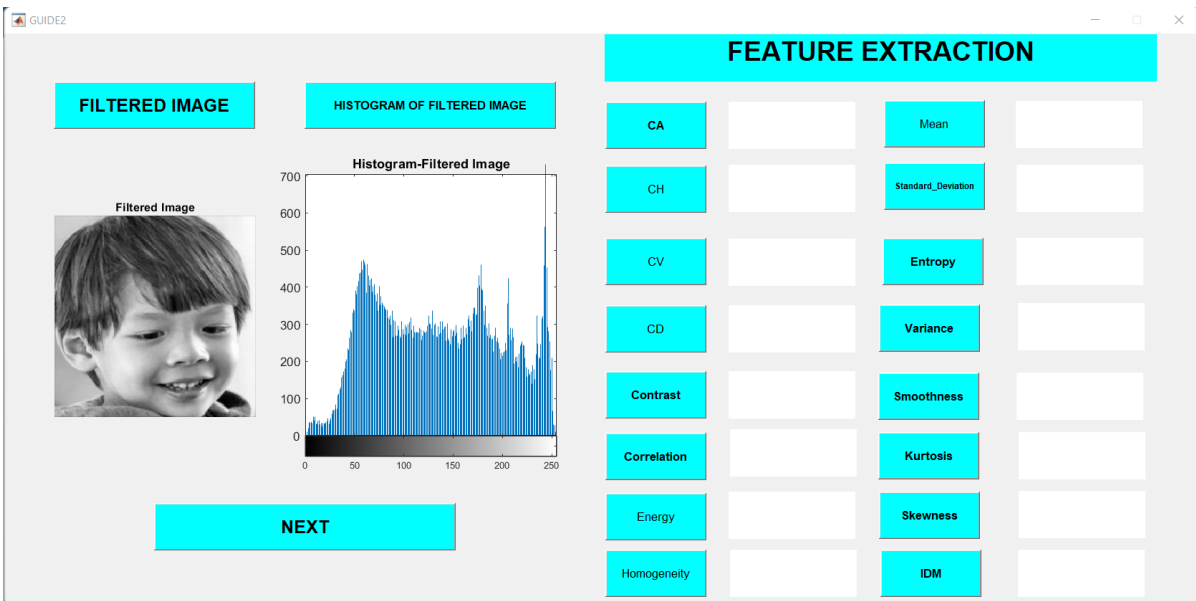 GUIDE2
FEATURE EXTRACTION
FILTERED IMAGE
HISTOGRAM OF FILTERED IMAGE
Filtered Image
Histogram-Filtered Image
700
600
500
400
300
200
100
0
0 50 100 150 200 250
NEXT
CA Mean
CH Standard_Deviation
CV Entropy
CD Variance
Contrast Smoothness
Correlation Kurtosis
Energy Skewness
Homogeneity IDM